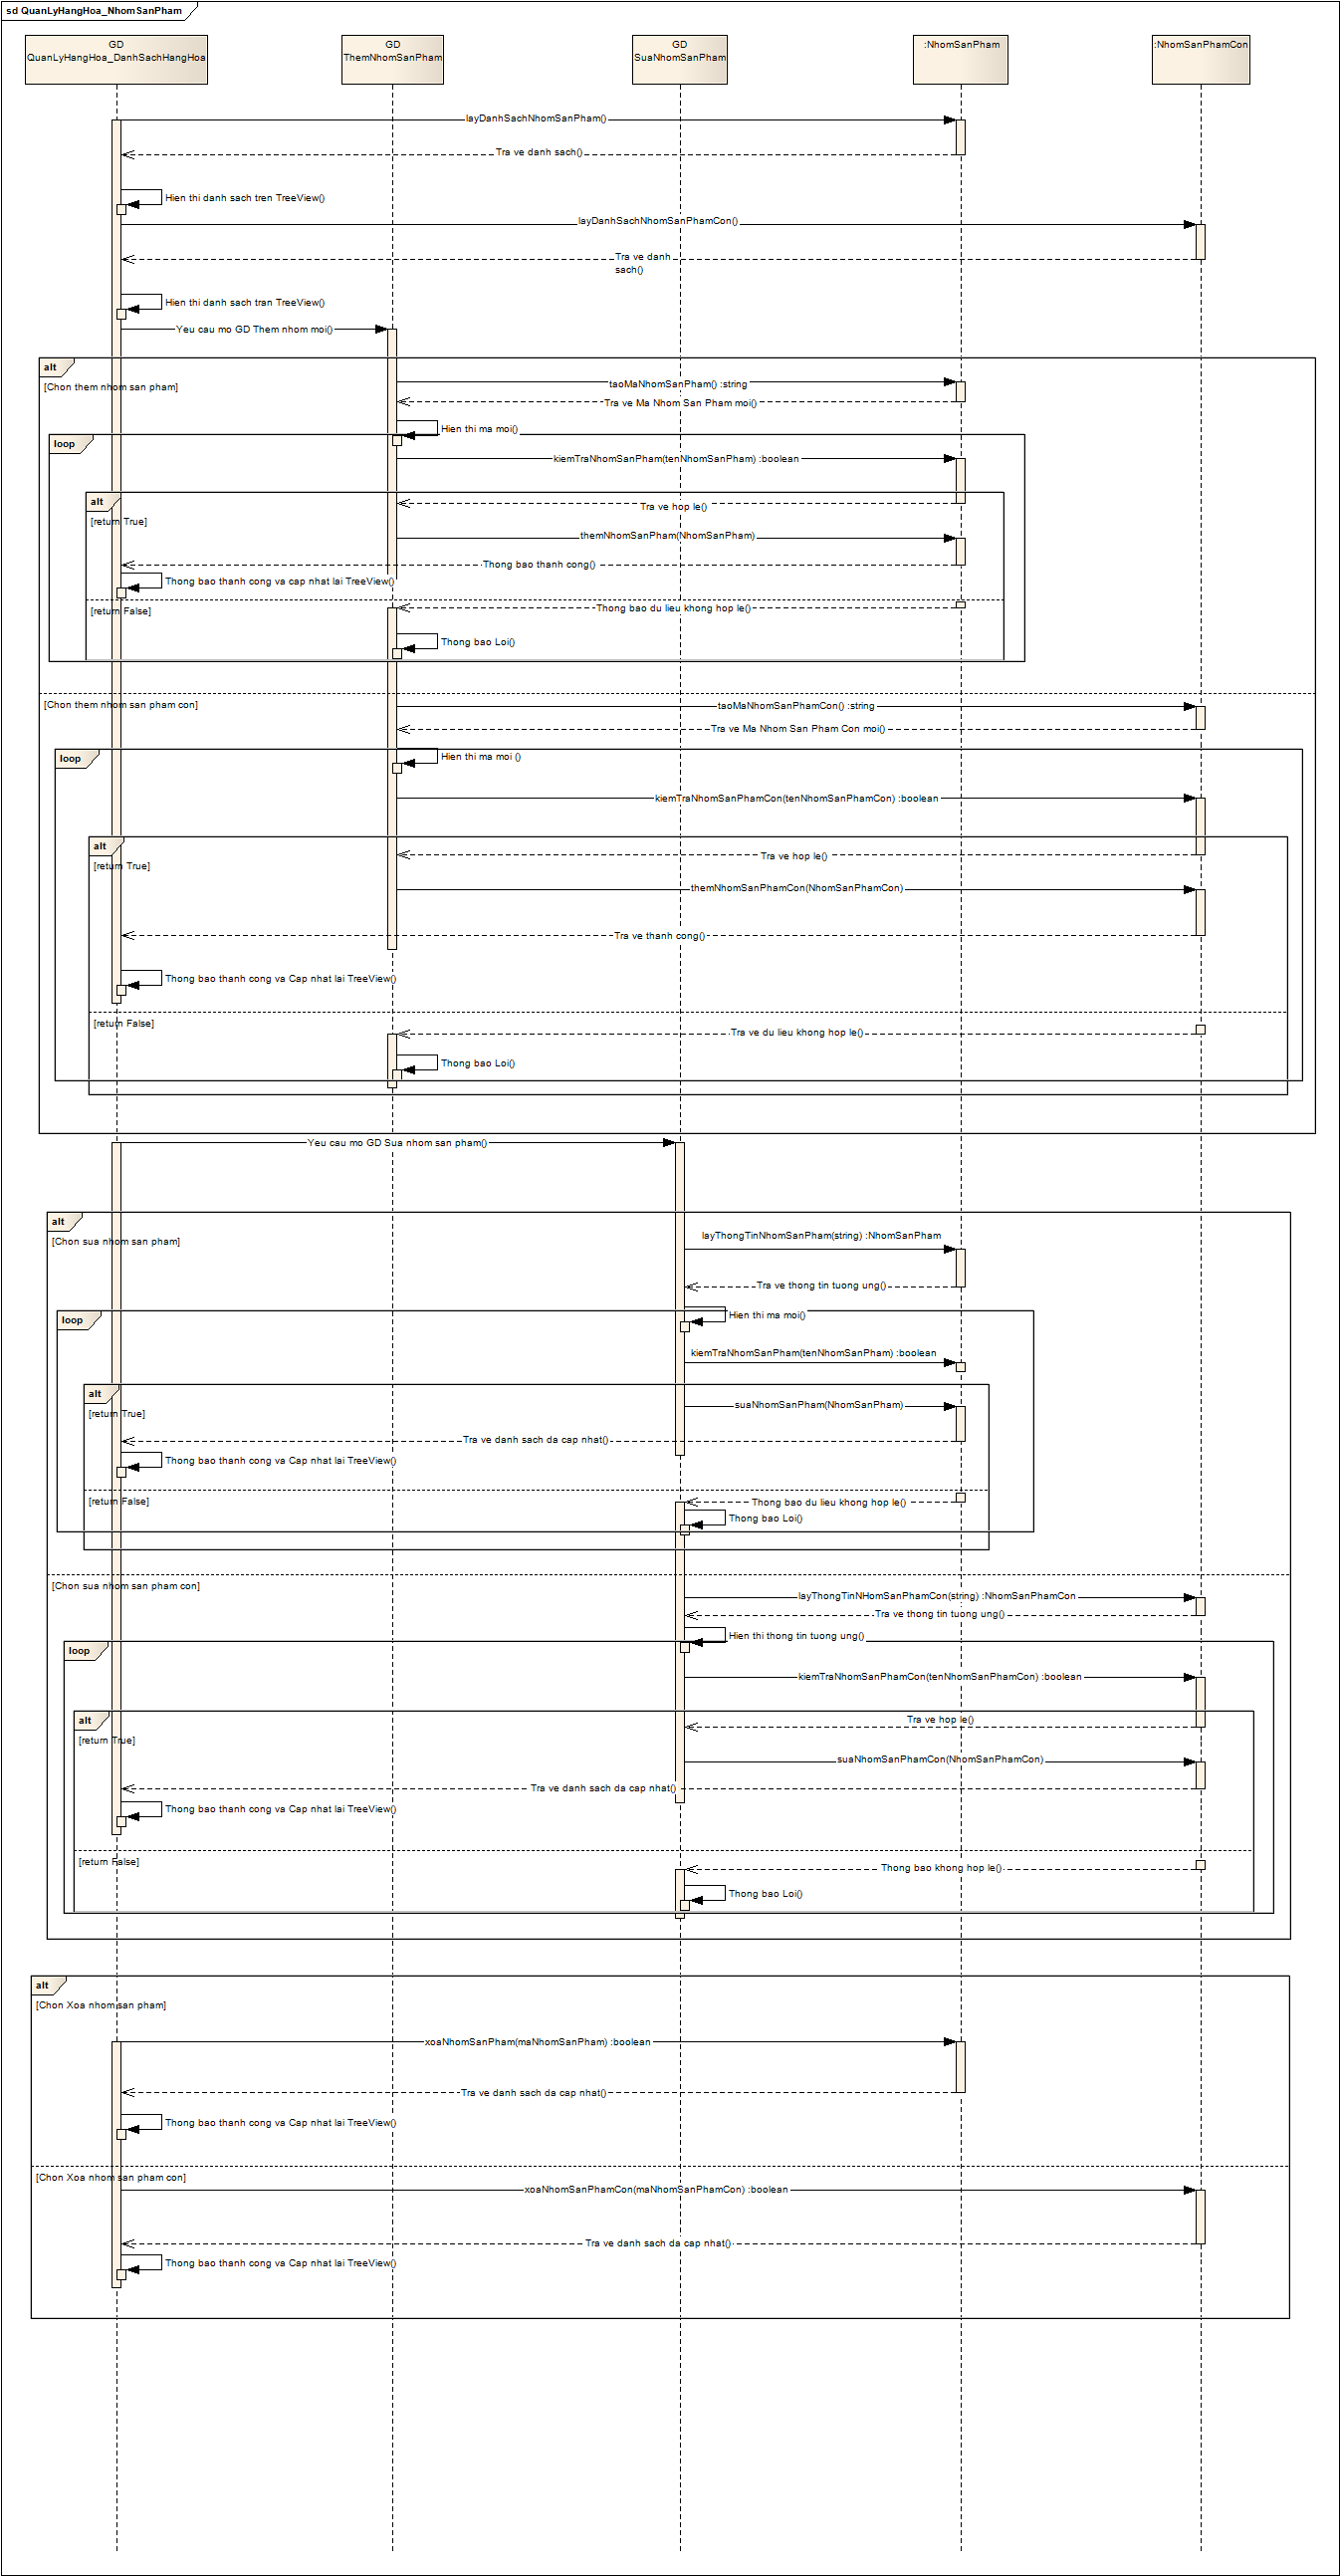 sd QuanLyHangHoa_NhomSanPham
GD
QuanLyHangHoa_DanhSachHangHoa
GD
ThemNhomSanPham
GD
SuaNhomSanPham
:NhomSanPham
:NhomSanPhamCon
layDanhSachNhomSanPham()
Tra ve danh sach()
Hien thi danh sach tren TreeView()
layDanhSachNhomSanPhamCon()
Tra ve danh
sach()
Hien thi danh sach tran TreeView()
Yeu cau mo GD Them nhom moi()
alt
[Chon them nhom san pham]
taoMaNhomSanPham() :string
Tra ve Ma Nhom San Pham moi()
Hien thi ma moi()
loop
kiemTraNhomSanPham(tenNhomSanPham) :boolean
alt
Tra ve hop le()
[return True]
themNhomSanPham(NhomSanPham)
Thong bao thanh cong()
Thong bao thanh cong va cap nhat lai TreeView()
[return False]
Thong bao du lieu khong hop le()
Thong bao Loi()
[Chon them nhom san pham con]
taoMaNhomSanPhamCon() :string
Tra ve Ma Nhom San Pham Con moi()
loop
Hien thi ma moi ()
kiemTraNhomSanPhamCon(tenNhomSanPhamCon) :boolean
alt
Tra ve hop le()
[return True]
themNhomSanPhamCon(NhomSanPhamCon)
Tra ve thanh cong()
Thong bao thanh cong va Cap nhat lai TreeView()
[return False]
Tra ve du lieu khong hop le()
Thong bao Loi()
Yeu cau mo GD Sua nhom san pham()
alt
[Chon sua nhom san pham]
layThongTinNhomSanPham(string) :NhomSanPham
Tra ve thong tin tuong ung()
loop
Hien thi ma moi()
kiemTraNhomSanPham(tenNhomSanPham) :boolean
alt
[return True]
suaNhomSanPham(NhomSanPham)
Tra ve danh sach da cap nhat()
Thong bao thanh cong va Cap nhat lai TreeView()
[return False]
Thong bao du lieu khong hop le()
Thong bao Loi()
[Chon sua nhom san pham con]
layThongTinNHomSanPhamCon(string) :NhomSanPhamCon
Tra ve thong tin tuong ung()
Hien thi thong tin tuong ung()
loop
kiemTraNhomSanPhamCon(tenNhomSanPhamCon) :boolean
alt
Tra ve hop le()
[return True]
suaNhomSanPhamCon(NhomSanPhamCon)
Tra ve danh sach da cap nhat()
Thong bao thanh cong va Cap nhat lai TreeView()
[return False]
Thong bao khong hop le()
Thong bao Loi()
alt
[Chon Xoa nhom san pham]
xoaNhomSanPham(maNhomSanPham) :boolean
Tra ve danh sach da cap nhat()
Thong bao thanh cong va Cap nhat lai TreeView()
[Chon Xoa nhom san pham con]
xoaNhomSanPhamCon(maNhomSanPhamCon) :boolean
Tra ve danh sach da cap nhat()
Thong bao thanh cong va Cap nhat lai TreeView()